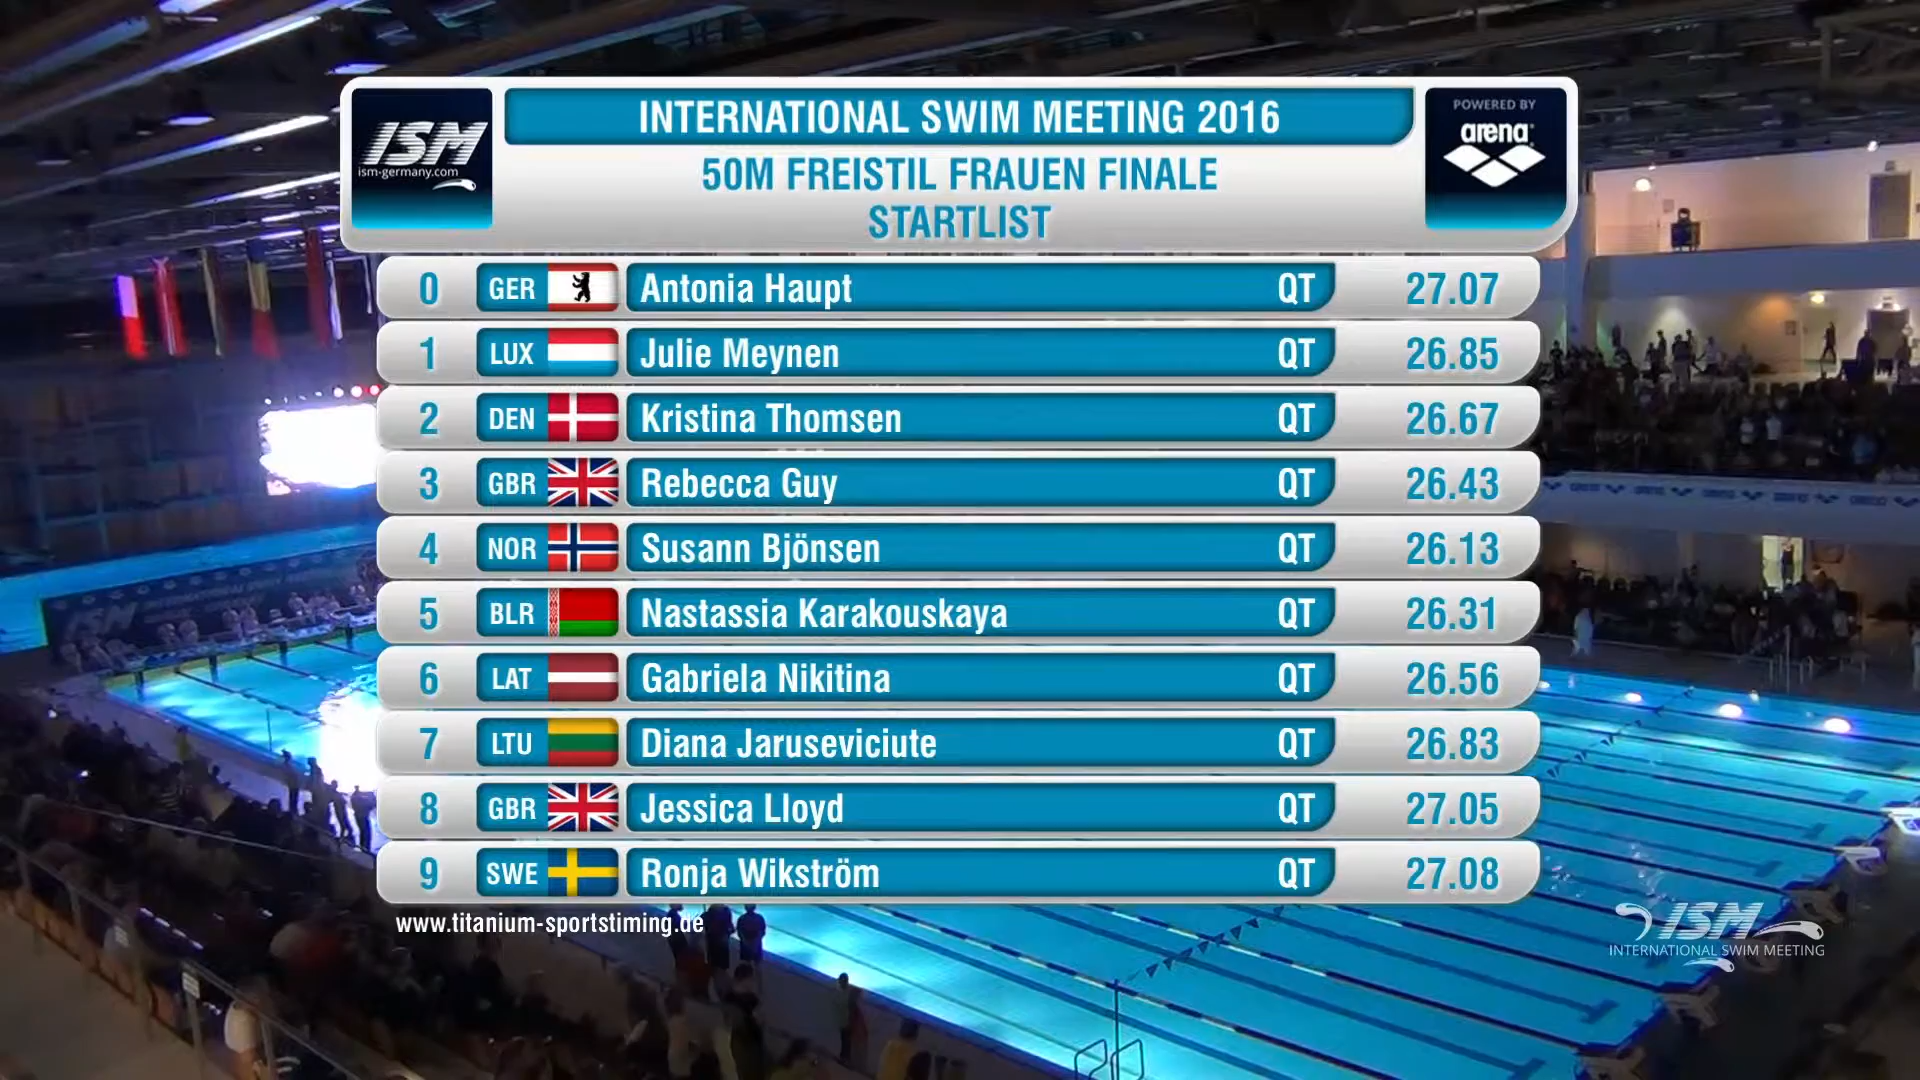 INTERNATIONAL SWIM MEETING 2016
ISM
ism-germany.com
POWERED BY
arena
50M FREISTIL FRAUEN FINALE
STARTLIST
0 GER Antonia Haupt QT 27.07
1 LUX Julie Meynen QT 26.85
2 DEN Kristina Thomsen QT 26.67
3 GBR Rebecca Guy QT 26.43
4 NOR Susann Bjönsen QT 26.13
5 BLR Nastassia Karakouskaya QT 26.31
6 LAT Gabriela Nikitina QT 26.56
7 LTU Diana Jaruseviciute QT 26.83
8 GBR Jessica Lloyd QT 27.05
9 SWE Ronja Wikström QT 27.08
www.titanium-sportstiming.de
ISM
INTERNATIONAL SWIM MEETING